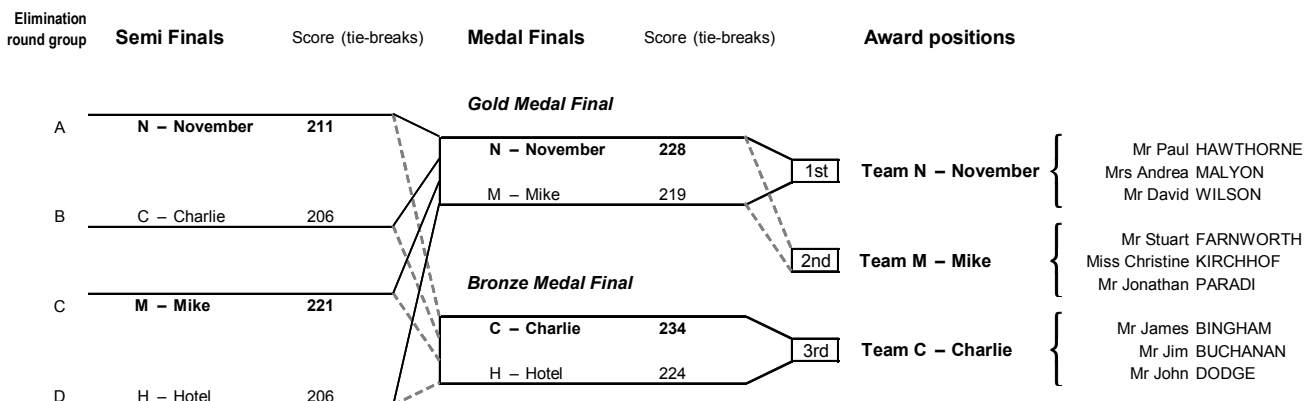 Elimination
round group Semi Finals Score (tie-breaks) Medal Finals Score (tie-breaks) Award positions
Gold Medal Final
A N – November 211
N – November 228
1st Team N – November
Mr Paul HAWTHORNE
Mrs Andrea MALYON
Mr David WILSON
M – Mike 219
B C – Charlie 206
2nd Team M – Mike
Mr Stuart FARNWORTH
Miss Christine KIRCHHOF
Mr Jonathan PARADI
Bronze Medal Final
C M – Mike 221
C – Charlie 234
3rd Team C – Charlie
Mr James BINGHAM
Mr Jim BUCHANAN
Mr John DODGE
H – Hotel 224
D H – Hotel 206